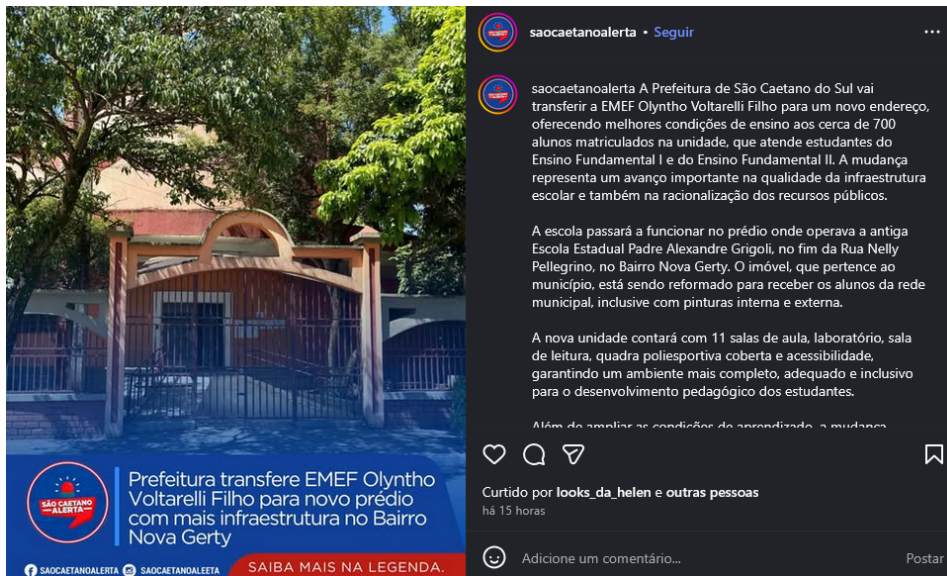 SÃO CAETANO
ALERTA
Prefeitura transfere EMEF Olyntho
Voltarelli Filho para novo prédio
com mais infraestrutura no Bairro
Nova Gerty
SAOCAETANOALERTA SAOCAETANOALEETA
SAIBA MAIS NA LEGENDA.
saocaetanoalerta • Seguir
saocaetanoalerta A Prefeitura de São Caetano do Sul vai
transferir a EMEF Olyntho Voltarelli Filho para um novo endereço,
oferecendo melhores condições de ensino aos cerca de 700
alunos matriculados na unidade, que atende estudantes do
Ensino Fundamental I e do Ensino Fundamental II. A mudança
representa um avanço importante na qualidade da infraestrutura
escolar e também na racionalização dos recursos públicos.
A escola passará a funcionar no prédio onde operava a antiga
Escola Estadual Padre Alexandre Grigoli, no fim da Rua Nelly
Pellegrino, no Bairro Nova Gerty. O imóvel, que pertence ao
município, está sendo reformado para receber os alunos da rede
municipal, inclusive com pinturas interna e externa.
A nova unidade contará com 11 salas de aula, laboratório, sala
de leitura, quadra poliesportiva coberta e acessibilidade,
garantindo um ambiente mais completo, adequado e inclusivo
para o desenvolvimento pedagógico dos estudantes.
Além de ampliar as condições de aprendizado, a mudança
Curtido por looks_da_helen e outras pessoas
há 15 horas
Adicione um comentário...
Postar